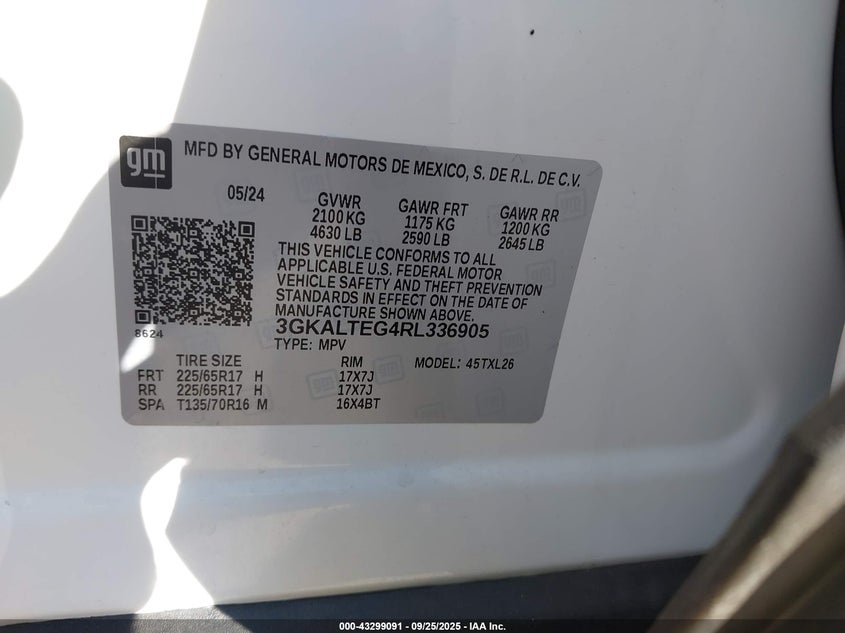 gm MFD BY GENERAL MOTORS DE MEXICO, S. DE R.L. DE C.V.
05/24 GVWR GAWR FRT GAWR RR
2100 KG 1175 KG 1200 KG
4630 LB 2590 LB 2645 LB
THIS VEHICLE CONFORMS TO ALL
APPLICABLE U.S. FEDERAL MOTOR
VEHICLE SAFETY AND THEFT PREVENTION
STANDARDS IN EFFECT ON THE DATE OF
MANUFACTURE SHOWN ABOVE.
8624 3GKALTEG4RL336905
TYPE: MPV
TIRE SIZE RIM MODEL: 45TXL26
FRT 225/65R17 H 17X7J
RR 225/65R17 H 17X7J
SPA T135/70R16 M 16X4BT
000-43299091 - 09/25/2025 - IAA Inc.